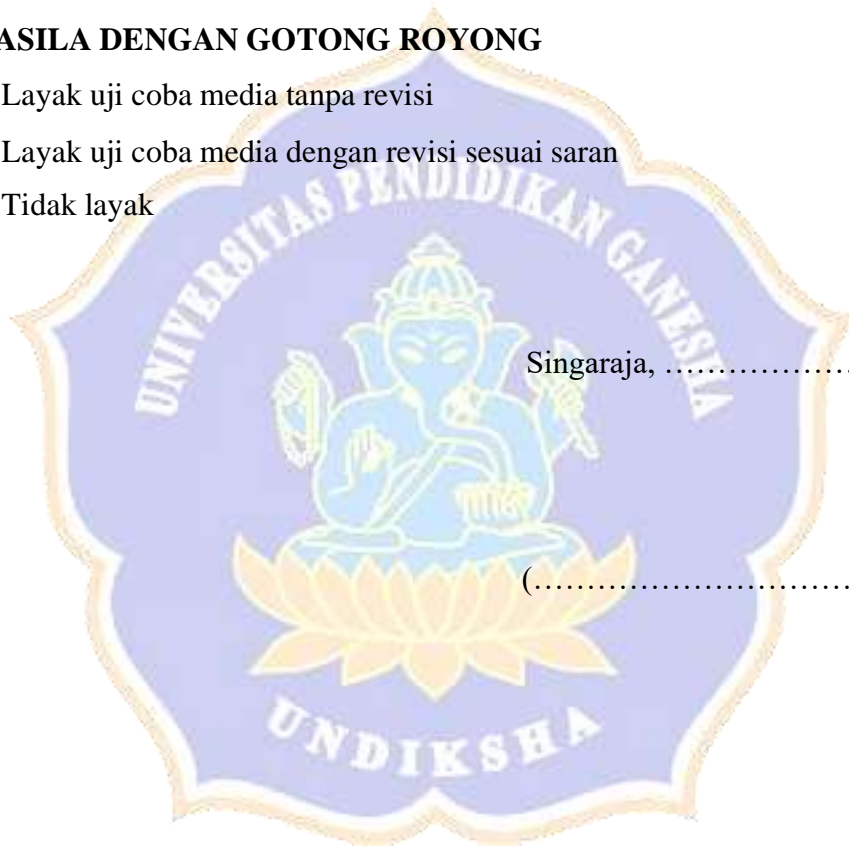 ASILA DENGAN GOTONG ROYONG
Layak uji coba media tanpa revisi
Layak uji coba media dengan revisi sesuai saran
Tidak layak
UNIVERSITAS PENDIDIKAN GANESHA
Singaraja, ………………..
(……………………………
UNDIKSHA